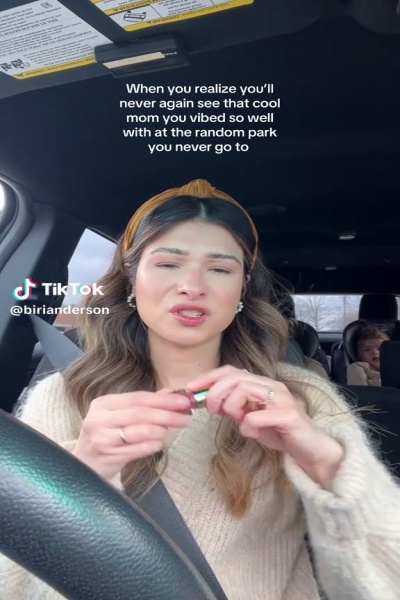 When you realize you'll
never again see that cool
mom you vibed so well
with at the random park
you never go to
TikTok
@birianderson